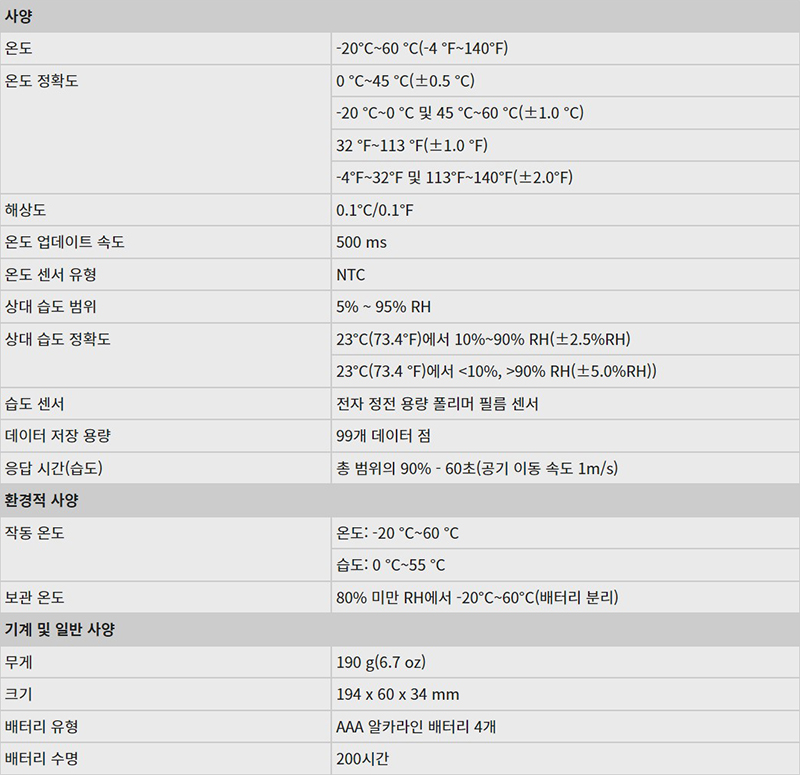 사양
온도 -20°C~60 °C(-4 °F~140°F)
온도 정확도 0 °C~45 °C(±0.5 °C)
-20 °C~0 °C 및 45 °C~60 °C(±1.0 °C)
32 °F~113 °F(±1.0 °F)
-4°F~32°F 및 113°F~140°F(±2.0°F)
해상도 0.1°C/0.1°F
온도 업데이트 속도 500 ms
온도 센서 유형 NTC
상대 습도 범위 5% ~ 95% RH
상대 습도 정확도 23°C(73.4°F)에서 10%~90% RH(±2.5%RH)
23°C(73.4 °F)에서 <10%, >90% RH(±5.0%RH))
습도 센서 전자 정전 용량 폴리머 필름 센서
데이터 저장 용량 99개 데이터 점
응답 시간(습도) 총 범위의 90% - 60초(공기 이동 속도 1m/s)
환경적 사양
작동 온도 온도: -20 °C~60 °C
습도: 0 °C~55 °C
보관 온도 80% 미만 RH에서 -20°C~60°C(배터리 분리)
기계 및 일반 사양
무게 190 g(6.7 oz)
크기 194 x 60 x 34 mm
배터리 유형 AAA 알카라인 배터리 4개
배터리 수명 200시간